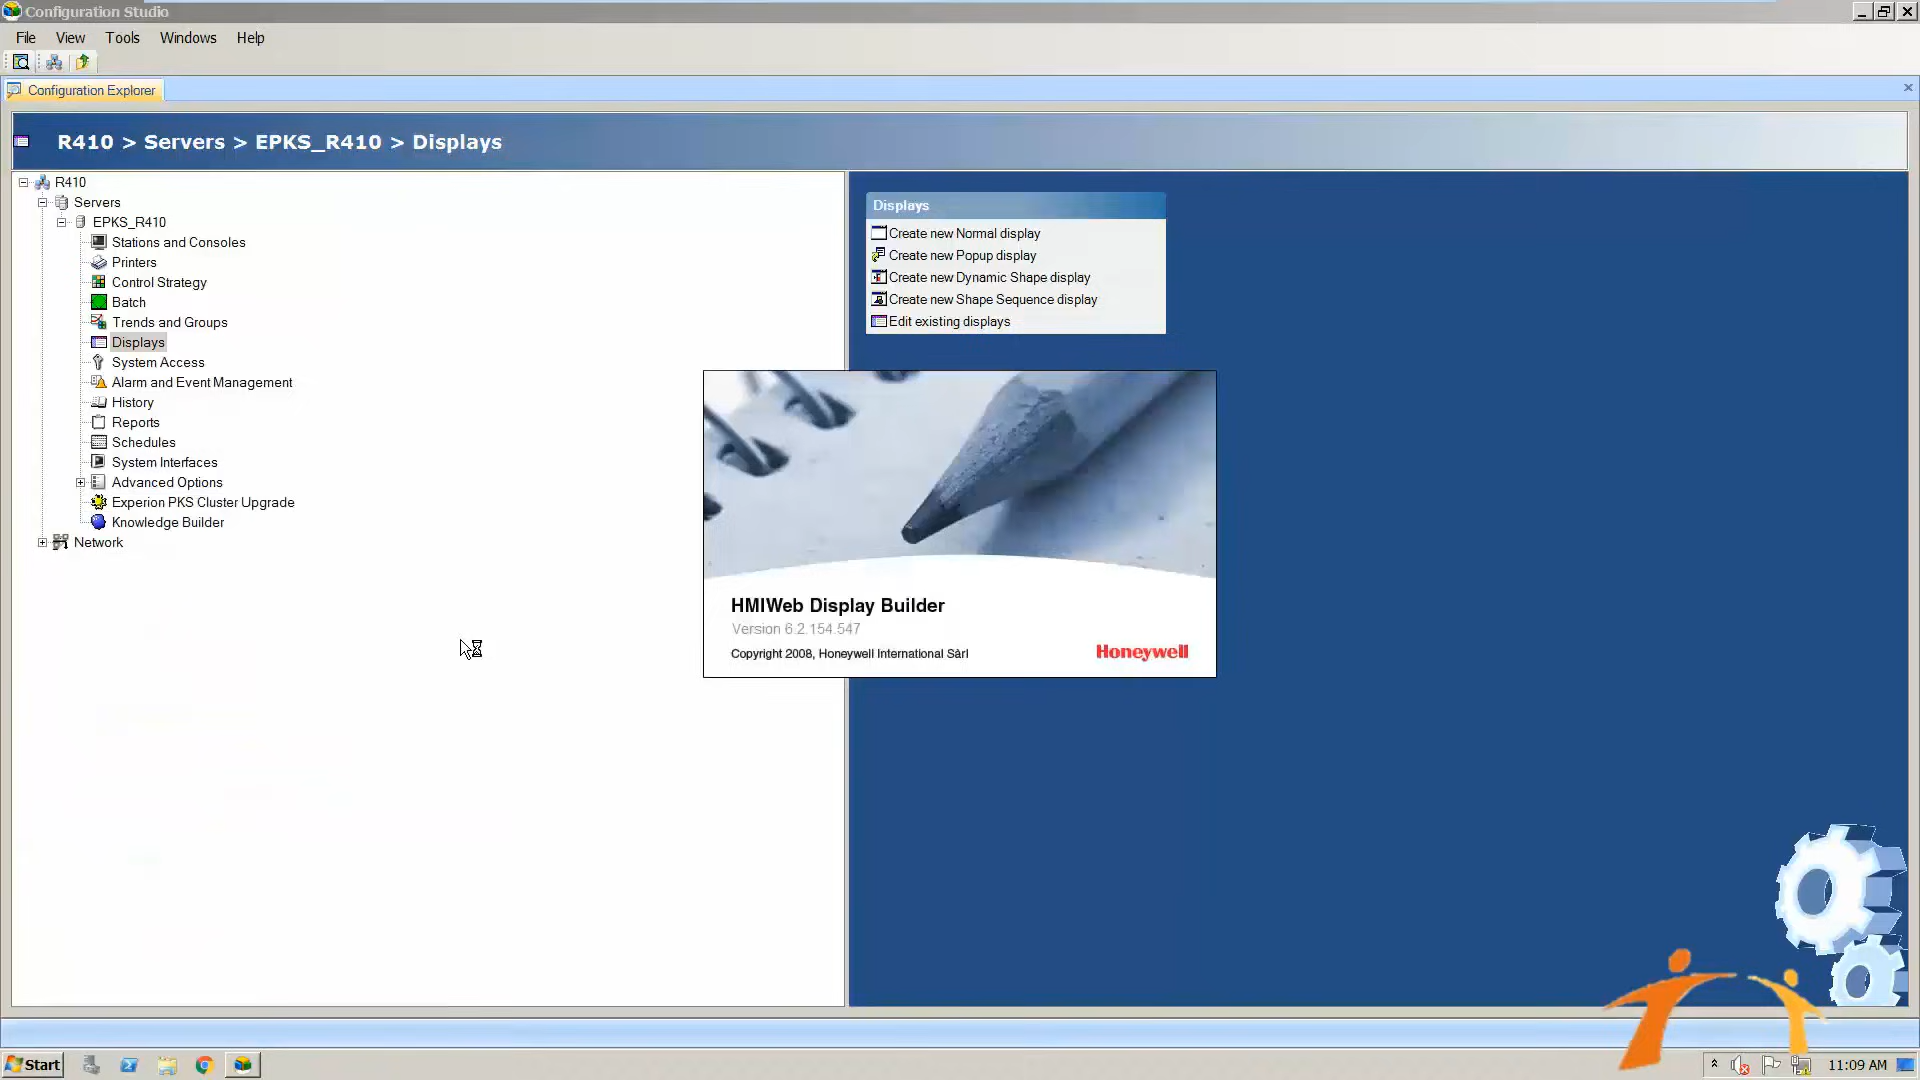 Configuration Studio
File View Tools Windows Help
Configuration Explorer
R410 > Servers > EPKS_R410 > Displays
R410
Servers
EPKS_R410
Stations and Consoles
Printers
Control Strategy
Batch
Trends and Groups
Displays
System Access
Alarm and Event Management
History
Reports
Schedules
System Interfaces
Advanced Options
Experion PKS Cluster Upgrade
Knowledge Builder
Network
Displays
Create new Normal display
Create new Popup display
Create new Dynamic Shape display
Create new Shape Sequence display
Edit existing displays
HMIWeb Display Builder
Version 6.2.154.547
Copyright 2008, Honeywell International Sàrl
Honeywell
Start
11:09 AM